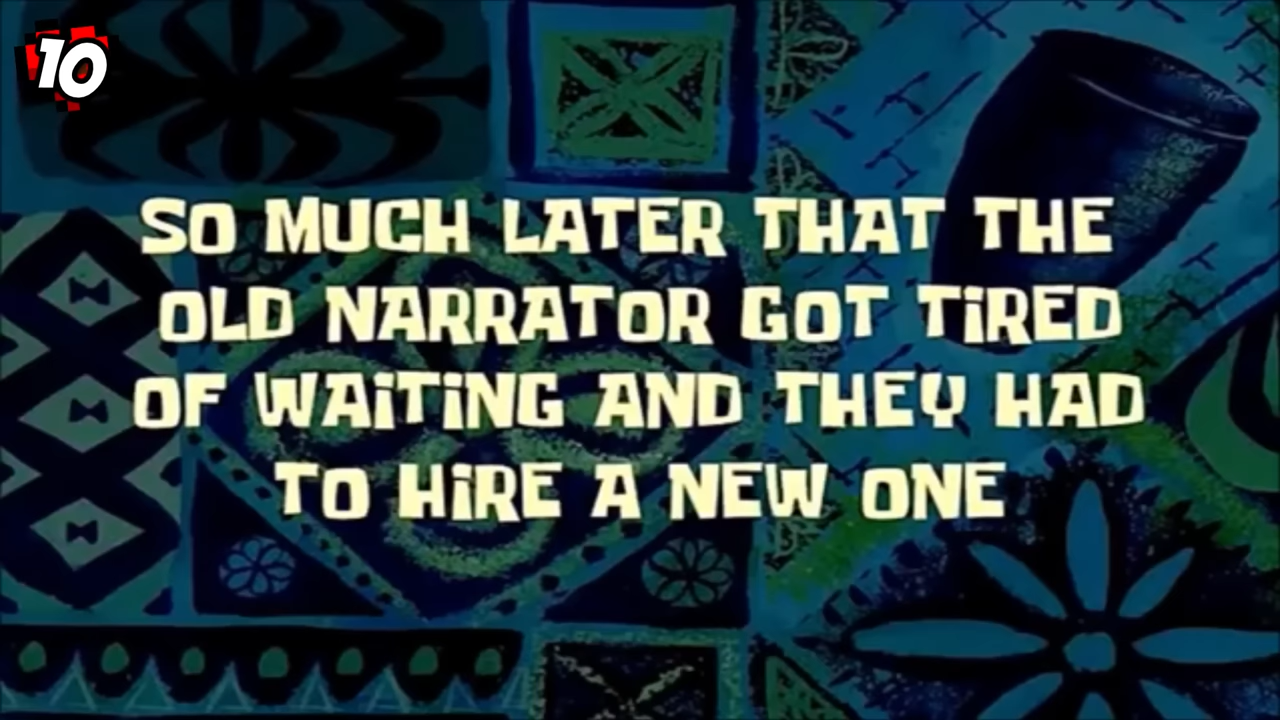 10
SO MUCH LATER THAT THE
OLD NARRATOR GOT TiRED
OF WAiTiNG AND THEY HAD
TO HiRE A NEW ONE